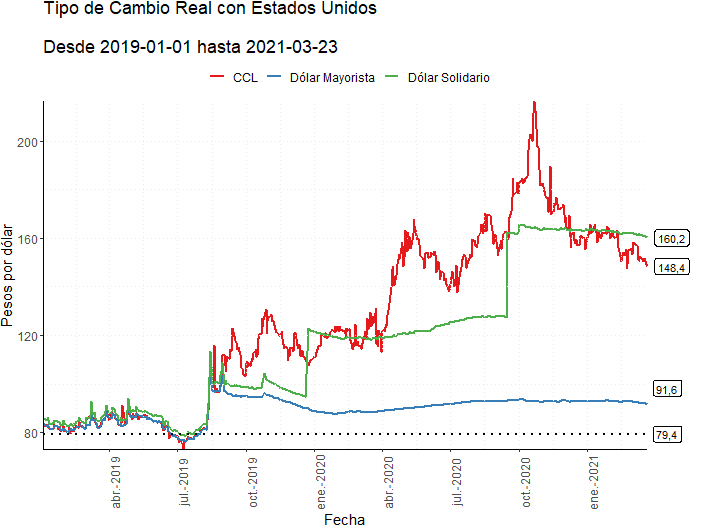 Tipo de Cambio Real con Estados Unidos
Desde 2019-01-01 hasta 2021-03-23
CCL Dólar Mayorista Dólar Solidario
Pesos por dólar
200
160
120
80
160,2
148,4
91,6
79,4
abr.-2019
jul.-2019
oct.-2019
ene.-2020
abr.-2020
jul.-2020
oct.-2020
ene.-2021
Fecha